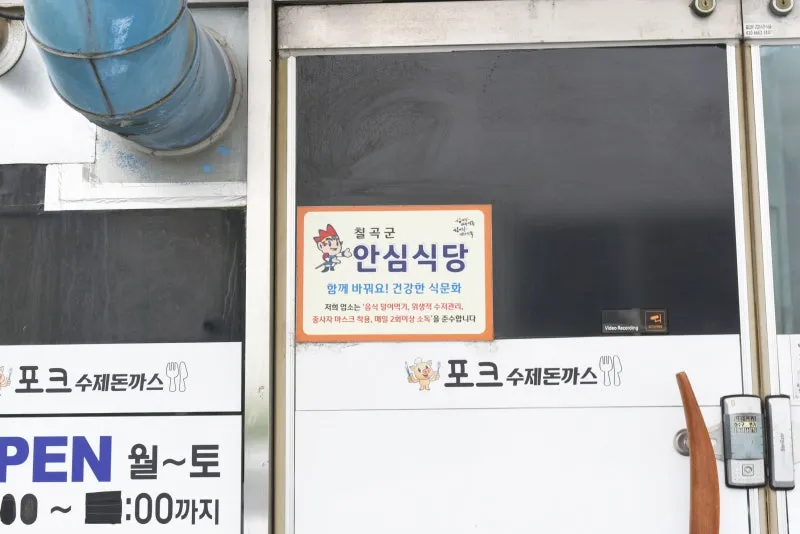 칠곡군
안심식당
함께 바꿔요! 건강한 식문화
저희 업소는 '음식 덜어먹기, 위생적 수저관리,
종사자 마스크 착용, 매일 2회이상 소독'을 준수합니다
Video Recording
포크 수제돈까스
포크 수제돈까스
PEN 월~토
00 ~ :00까지